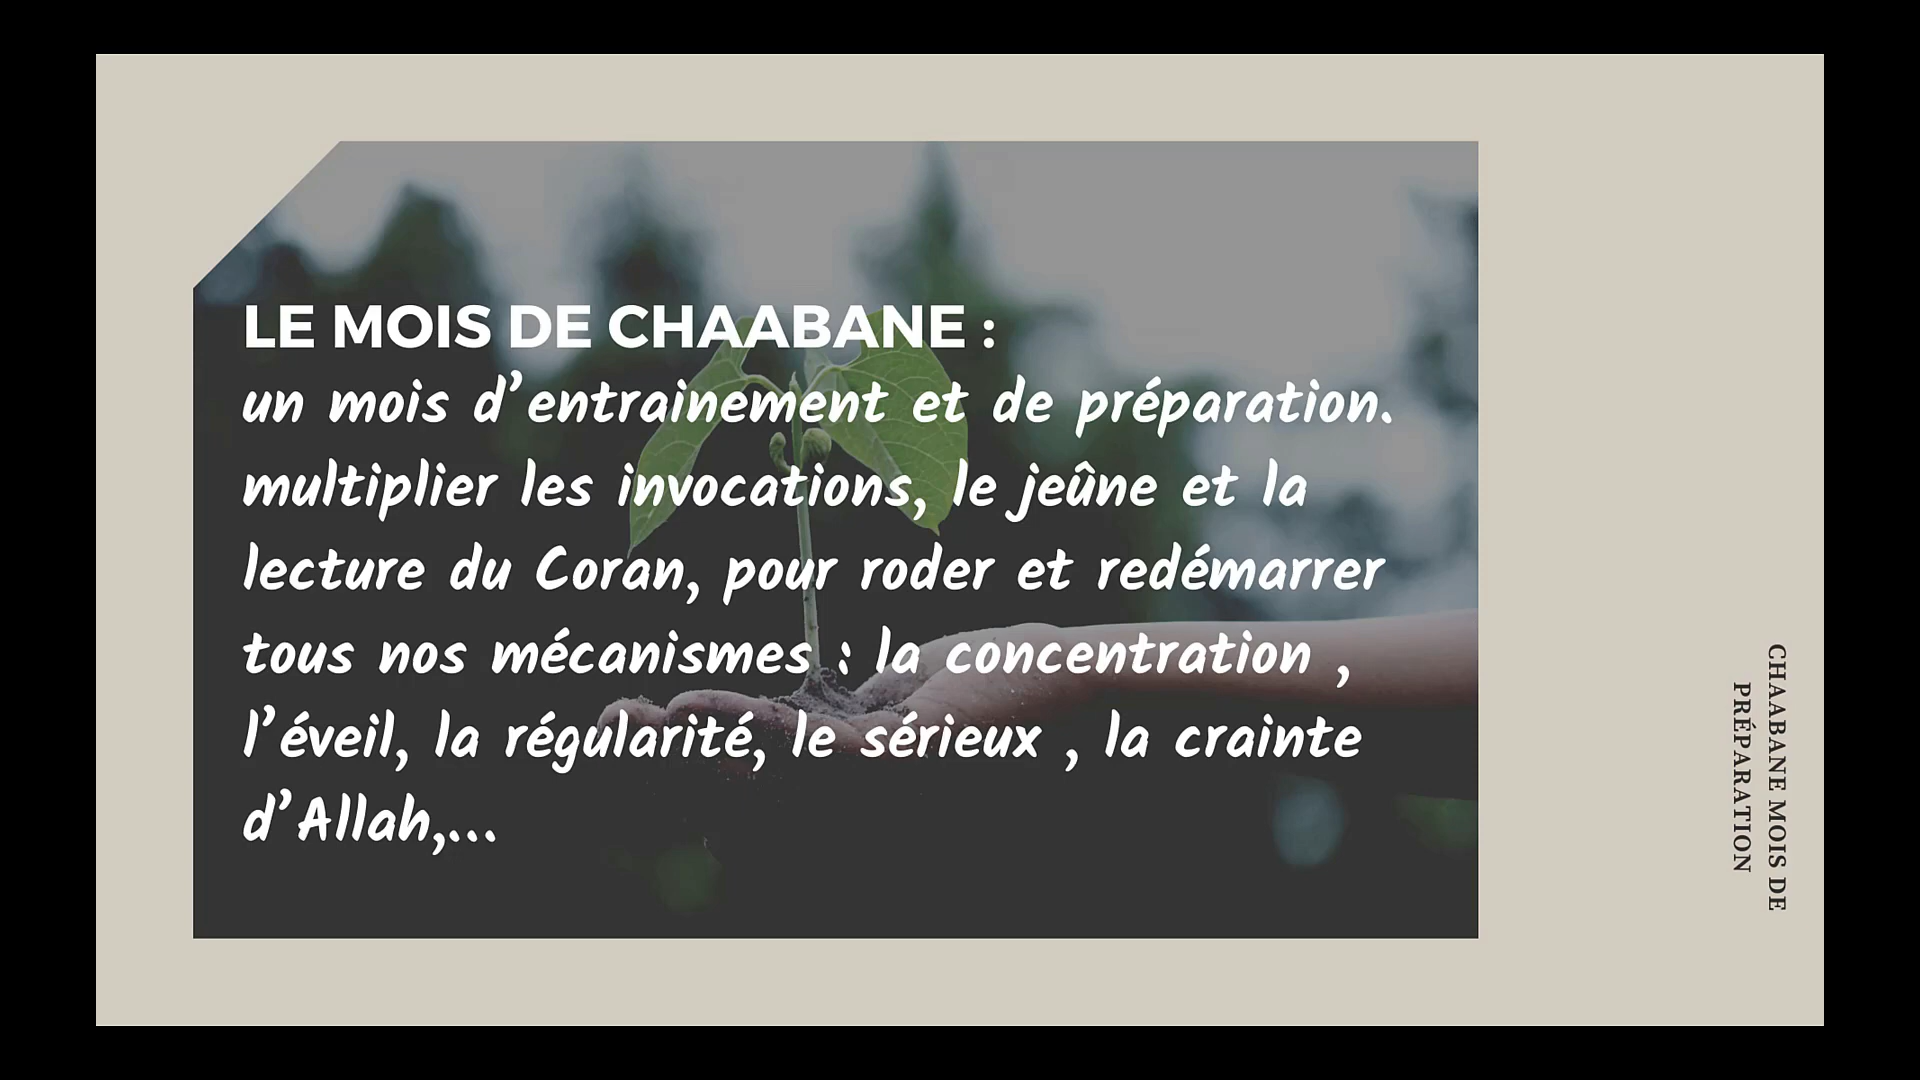 LE MOIS DE CHAABANE :
un mois d’entrainement et de préparation.
multiplier les invocations, le jeûne et la
lecture du Coran, pour roder et redémarrer
tous nos mécanismes : la concentration ,
l’éveil, la régularité, le sérieux , la crainte
d’Allah,...
CHAABANE MOIS DE
PRÉPARATION